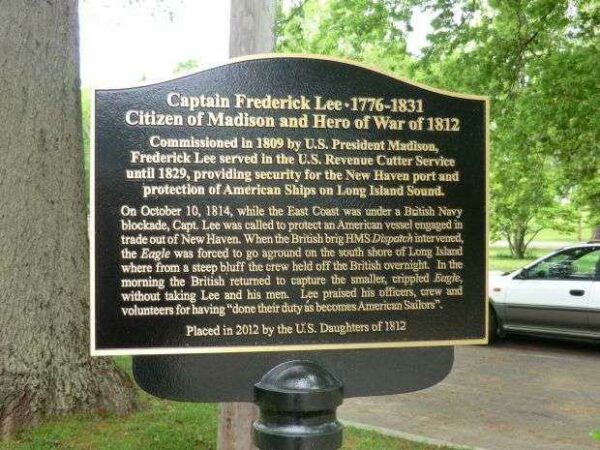 Captain Frederick Lee • 1776-1831
Citizen of Madison and Hero of War of 1812
Commissioned in 1809 by U.S. President Madison,
Frederick Lee served in the U.S. Revenue Cutter Service
until 1829, providing security for the New Haven port and
protection of American Ships on Long Island Sound.
On October 10, 1814, while the East Coast was under a British Navy
blockade, Capt. Lee was called to protect an American vessel engaged in
trade out of New Haven. When the British brig HMS Dispatch intervened,
the Eagle was forced to go aground on the south shore of Long Island
where from a steep bluff the crew held off the British overnight. In the
morning the British returned to capture the smaller, crippled Eagle,
without taking Lee and his men. Lee praised his officers, crew and
volunteers for having "done their duty as becomes American Sailors".
Placed in 2012 by the U.S. Daughters of 1812